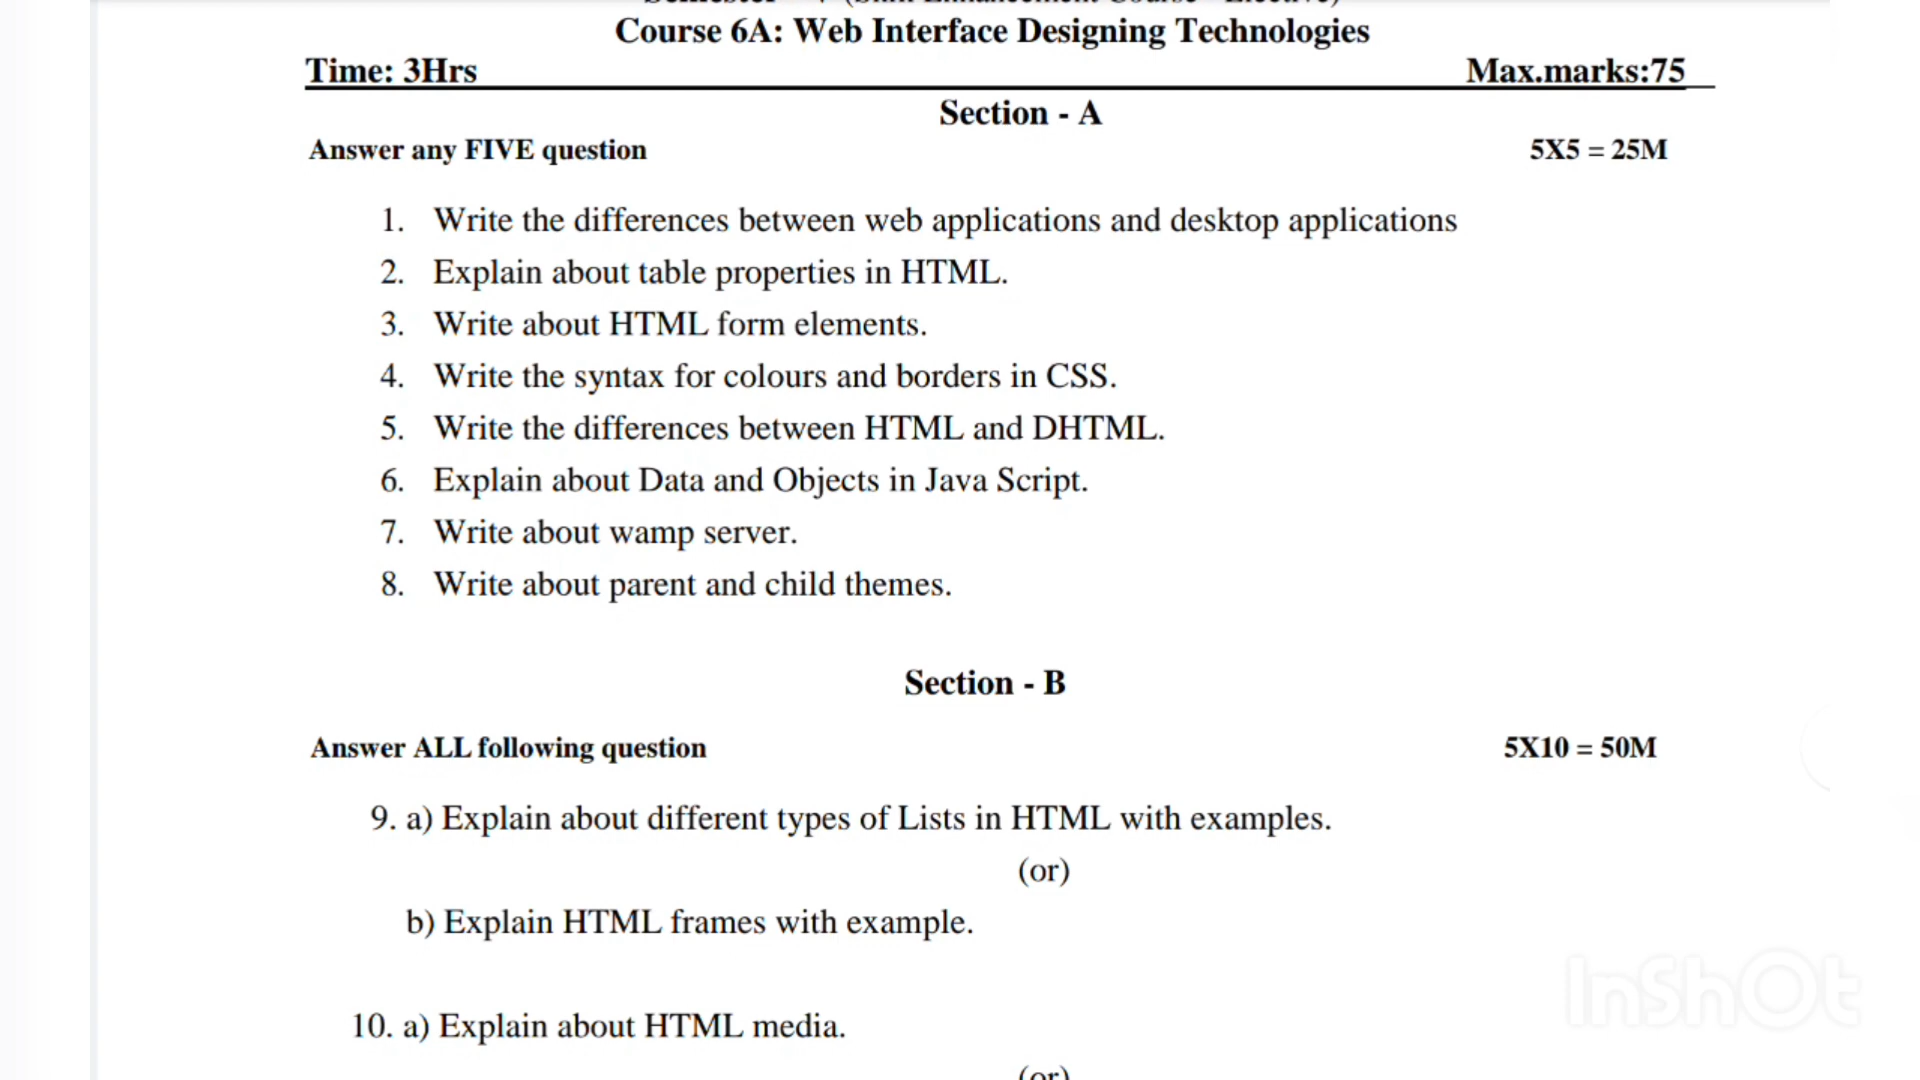 Course 6A: Web Interface Designing Technologies
Time: 3Hrs Max.marks:75
Section - A
Answer any FIVE question 5X5 = 25M
1. Write the differences between web applications and desktop applications
2. Explain about table properties in HTML.
3. Write about HTML form elements.
4. Write the syntax for colours and borders in CSS.
5. Write the differences between HTML and DHTML.
6. Explain about Data and Objects in Java Script.
7. Write about wamp server.
8. Write about parent and child themes.
Section - B
Answer ALL following question 5X10 = 50M
9. a) Explain about different types of Lists in HTML with examples.
(or)
b) Explain HTML frames with example.
InShOt
10. a) Explain about HTML media.
(or)